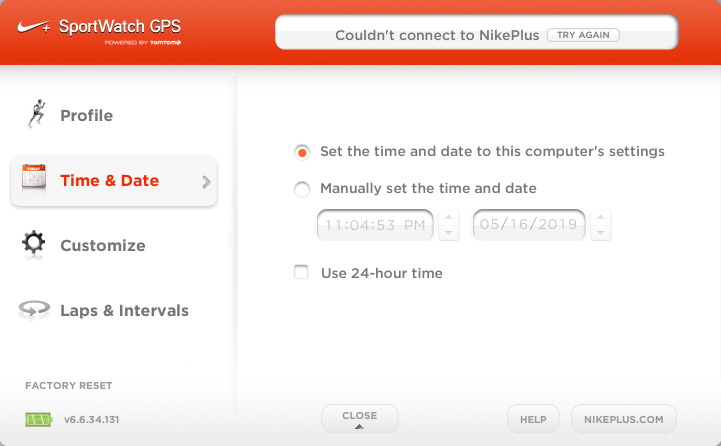 SportWatch GPS
POWERED BY TOMTOM
Couldn't connect to NikePlus TRY AGAIN
Profile
TODAY
Time & Date
Customize
Laps & Intervals
FACTORY RESET
v6.6.34.131
Set the time and date to this computer's settings
Manually set the time and date
11:04:53 PM 05/16/2019
Use 24-hour time
CLOSE
HELP
NIKEPLUS.COM